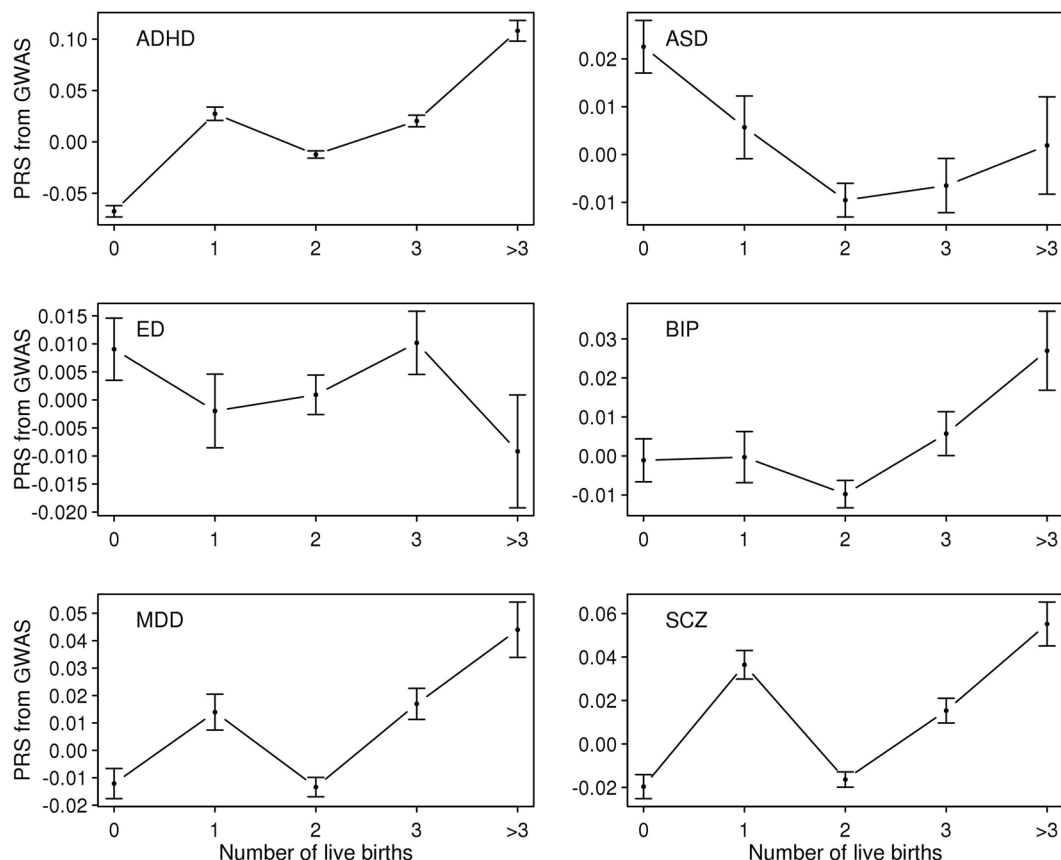 ADHD
PRS from GWAS
0.10
0.05
0.00
-0.05
0 1 2 3 >3
ASD
0.02
0.01
0.00
-0.01
0 1 2 3 >3
ED
PRS from GWAS
0.015
0.010
0.005
0.000
-0.005
-0.010
-0.015
-0.020
0 1 2 3 >3
BIP
0.03
0.02
0.01
0.00
-0.01
0 1 2 3 >3
MDD
PRS from GWAS
0.05
0.04
0.03
0.02
0.01
0.00
-0.01
-0.02
0 1 2 3 >3
Number of live births
SCZ
0.06
0.04
0.02
0.00
-0.02
0 1 2 3 >3
Number of live births